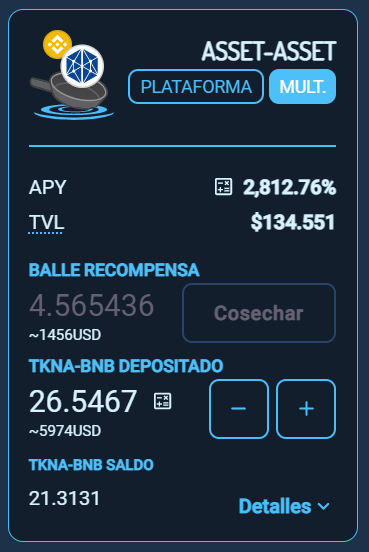 ASSET-ASSET
PLATAFORMA MULT.
APY 2,812.76%
TVL $134.551
BALLE RECOMPENSA
4.565436 Cosechar
~1456USD
TKNA-BNB DEPOSITADO
26.5467 − +
~5974USD
TKNA-BNB SALDO
21.3131
Detalles